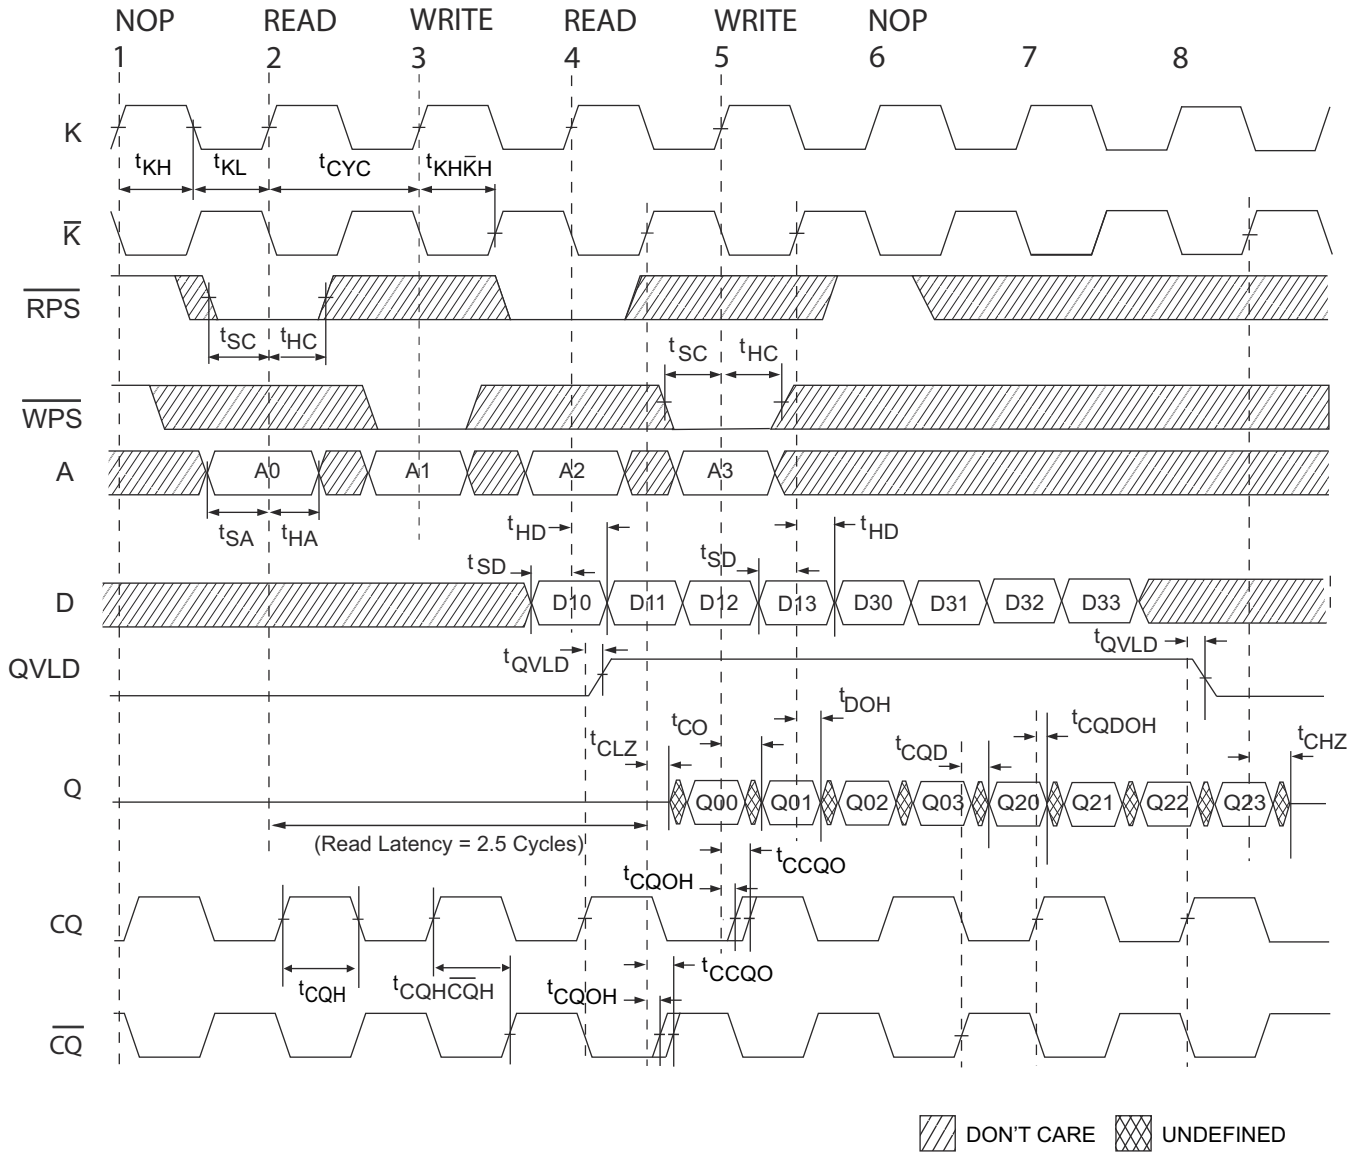 NOP READ WRITE READ WRITE NOP
1 2 3 4 5 6 7 8
K
tKH tKL tCYC tKHK̅H
K̅
R̅P̅S̅
tSC tHC tSC tHC
W̅P̅S̅
A A0 A1 A2 A3
tSA tHA tHD tHD
tSD tSD
D D10 D11 D12 D13 D30 D31 D32 D33
QVLD tQVLD tQVLD
tCLZ tCO tDOH tCQD tCQDOH tCHZ
Q Q00 Q01 Q02 Q03 Q20 Q21 Q22 Q23
(Read Latency = 2.5 Cycles)
tCQOH tCCQO
CQ
tCQH tCQHC̅Q̅H tCQOH tCCQO
C̅Q̅
DON'T CARE UNDEFINED